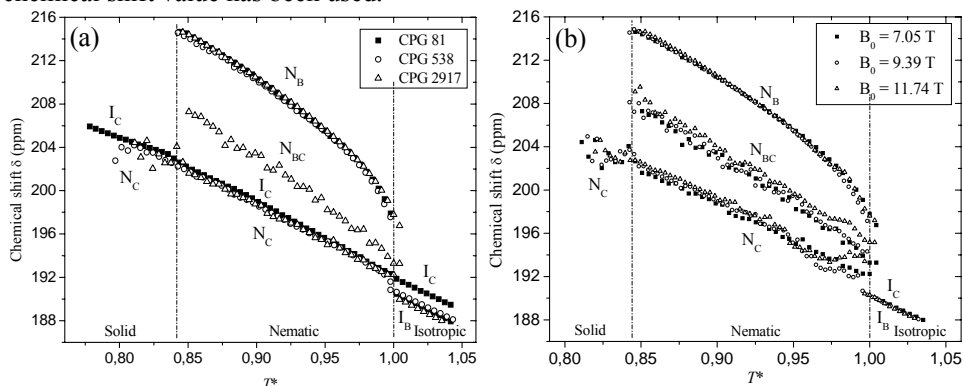 chemical shift value has been used.
(a)
CPG 81
CPG 538
CPG 2917
N_B
N_BC
I_C
I_C
N_C
N_C
I_C
I_B
Solid
Nematic
Isotropic
216
212
208
204
200
196
192
188
Chemical shift δ (ppm)
0,80
0,85
0,90
0,95
1,00
1,05
T*
(b)
B_0 = 7.05 T
B_0 = 9.39 T
B_0 = 11.74 T
N_B
N_BC
N_C
N_C
I_C
I_B
Solid
Nematic
Isotropic
216
212
208
204
200
196
192
188
Chemical shift δ (ppm)
0,80
0,85
0,90
0,95
1,00
1,05
T*